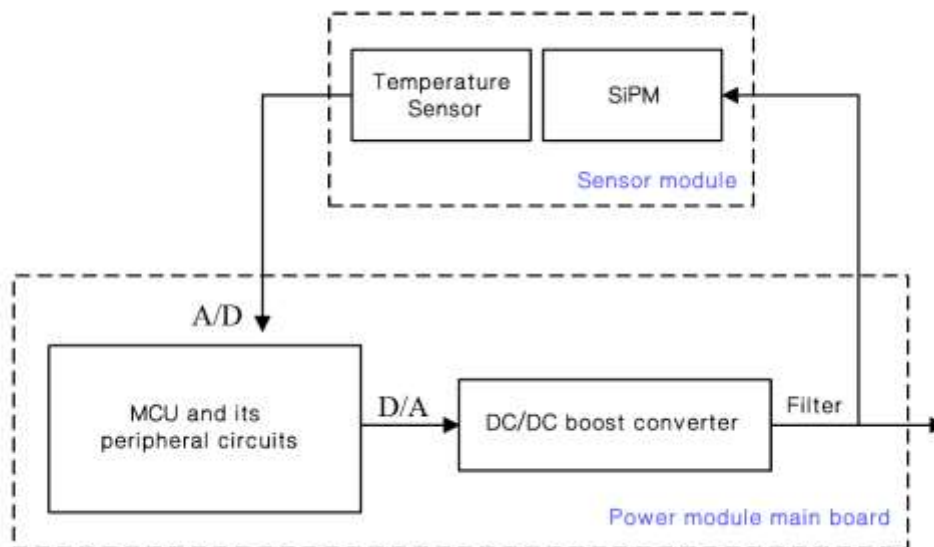 Temperature
Sensor
SiPM
Sensor module
A/D
MCU and its
peripheral circuits
D/A
DC/DC boost converter
Filter
Power module main board